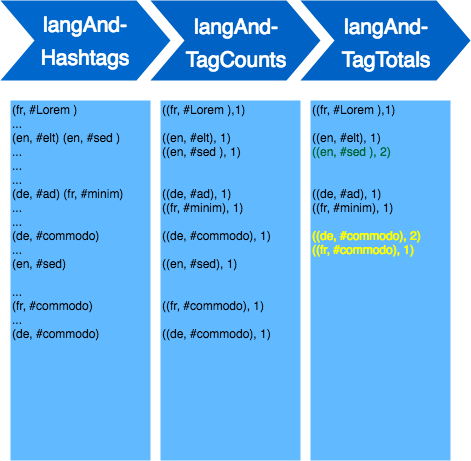 langAnd-
Hashtags
langAnd-
TagCounts
langAnd-
TagTotals
(fr, #Lorem )
...
(en, #elt) (en, #sed )
...
...
...
(de, #ad) (fr, #minim)
...
...
(de, #commodo)
...
(en, #sed)
...
(fr, #commodo)
...
(de, #commodo)
((fr, #Lorem ),1)
((en, #elt), 1)
((en, #sed ), 1)
((de, #ad), 1)
((fr, #minim), 1)
((de, #commodo), 1)
((en, #sed), 1)
((fr, #commodo), 1)
((de, #commodo), 1)
((fr, #Lorem ),1)
((en, #elt), 1)
((en, #sed ), 2)
((de, #ad), 1)
((fr, #minim), 1)
((de, #commodo), 2)
((fr, #commodo), 1)